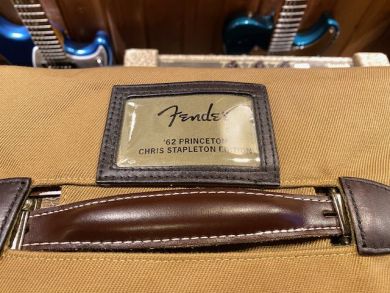 Fender
'62 PRINCETON
CHRIS STAPLETON EDITION